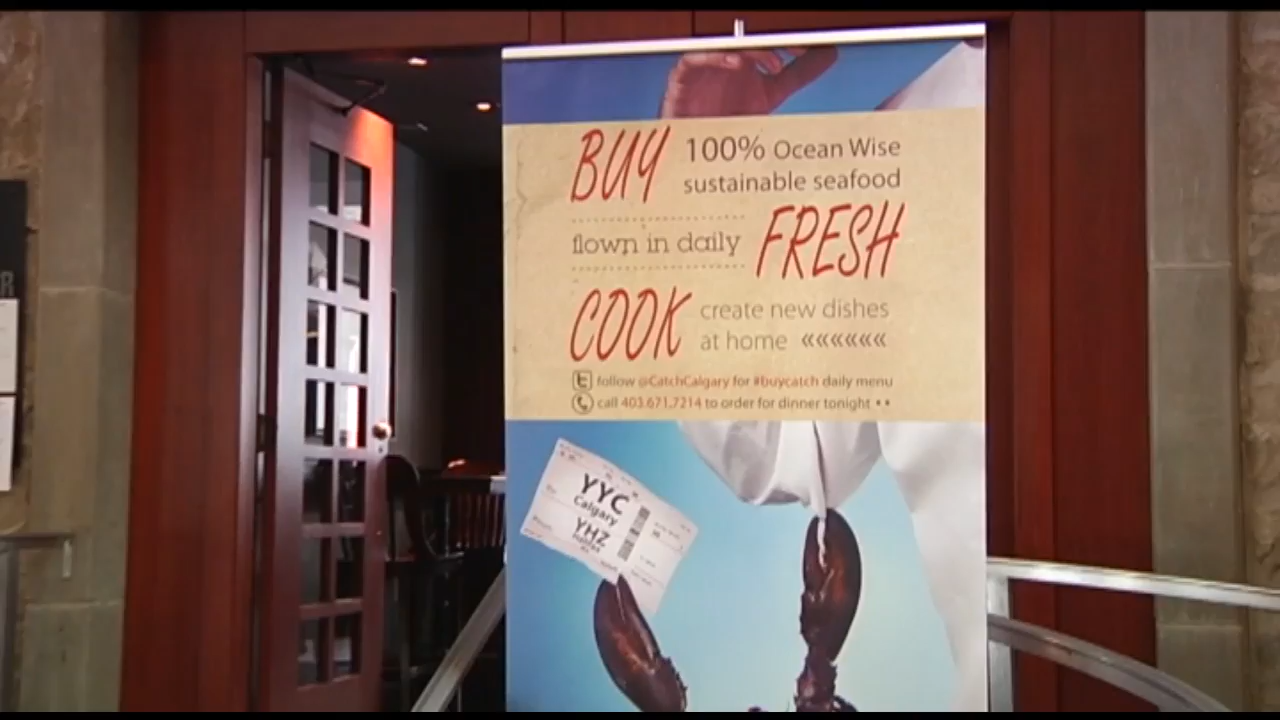 BUY 100% Ocean Wise
sustainable seafood
flown in daily FRESH
COOK create new dishes
at home <<<<<<<
follow @CatchCalgary for #buycatch daily menu
call 403.671.7214 to order for dinner tonight
YYC
Calgary
YHZ
Halifax
R